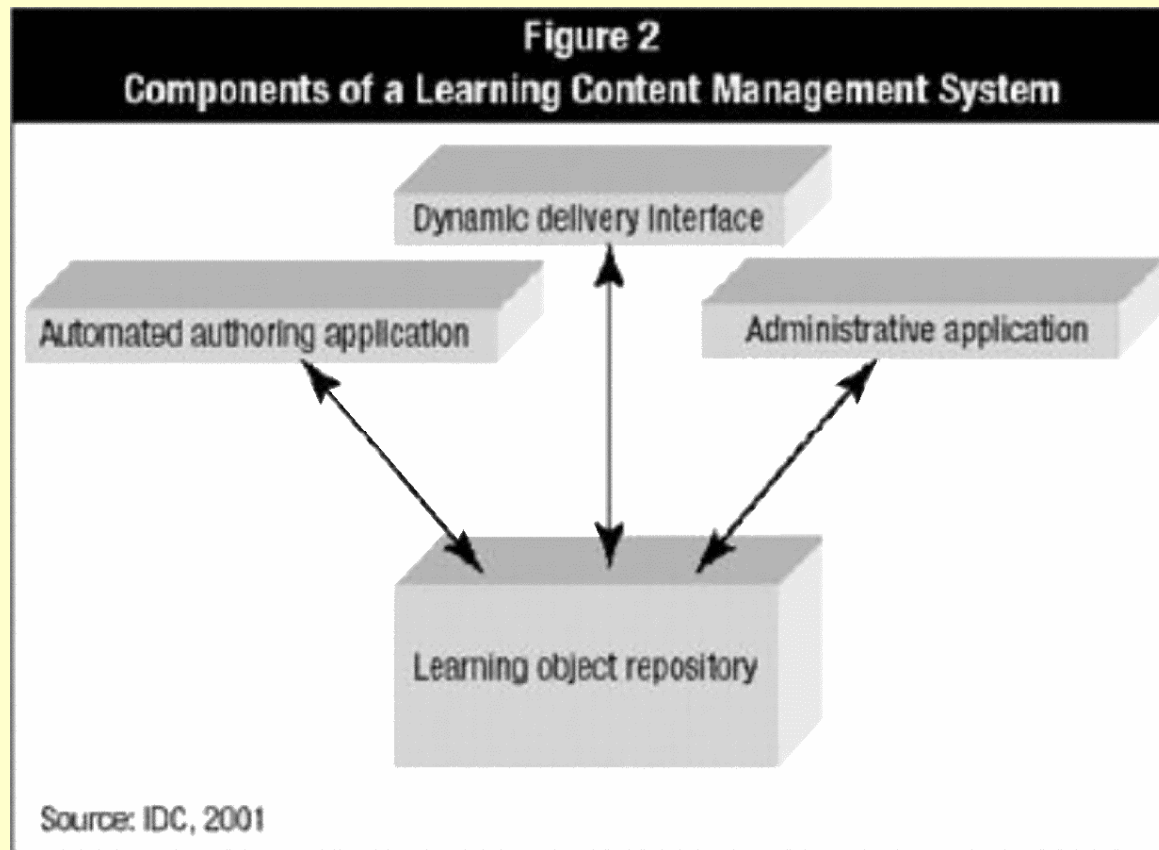 Figure 2
Components of a Learning Content Management System
Dynamic delivery interface
Automated authoring application
Administrative application
Learning object repository
Source: IDC, 2001